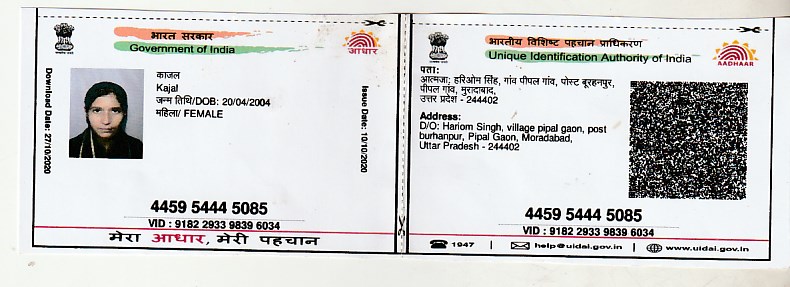 भारत सरकार
Government of India
आधार
Download Date: 27/10/2020
काजल
Kajal
जन्म तिथि/DOB: 20/04/2004
महिला/ FEMALE
Issue Date: 10/10/2020
4459 5444 5085
VID : 9182 2933 9839 6034
मेरा आधार, मेरी पहचान
भारतीय विशिष्ट पहचान प्राधिकरण
Unique Identification Authority of India
AADHAAR
पता:
आत्मजा: हरिओम सिंह, गांव पीपल गांव, पोस्ट बूरहनपुर,
पीपल गांव, मुरादाबाद,
उत्तर प्रदेश - 244402
Address:
D/O: Hariom Singh, village pipal gaon, post
burhanpur, Pipal Gaon, Moradabad,
Uttar Pradesh - 244402
4459 5444 5085
VID : 9182 2933 9839 6034
1947 | help@uidai.gov.in | www.uidai.gov.in